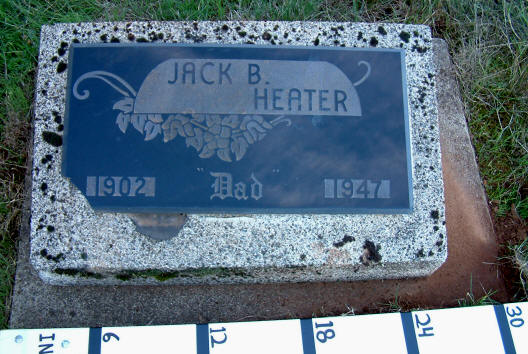 JACK B.
HEATER
1902 "Dad" 1947
IN 6 12 18 24 30